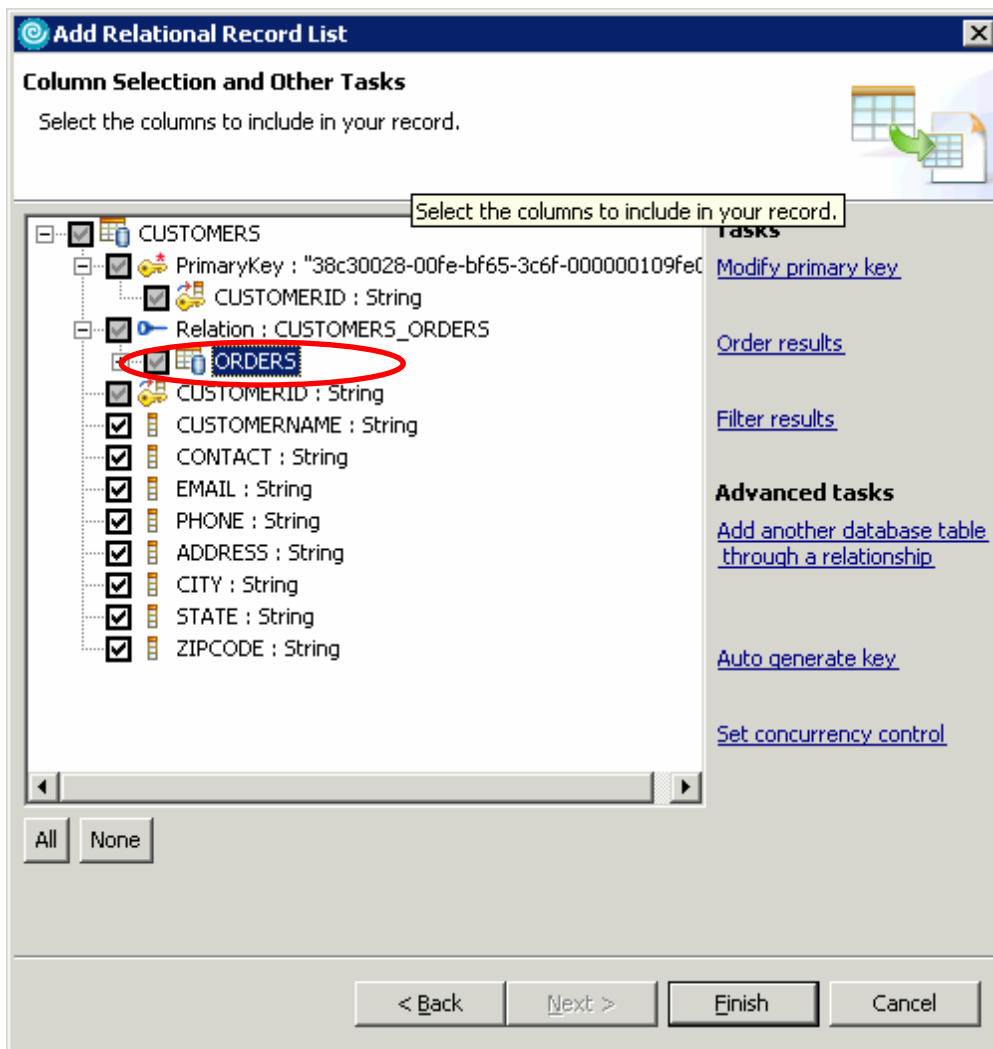 Add Relational Record List
Column Selection and Other Tasks
Select the columns to include in your record.
Select the columns to include in your record.
CUSTOMERS
PrimaryKey : "38c30028-00fe-bf65-3c6f-000000109fe0
CUSTOMERID : String
Relation : CUSTOMERS_ORDERS
ORDERS
CUSTOMERID : String
CUSTOMERNAME : String
CONTACT : String
EMAIL : String
PHONE : String
ADDRESS : String
CITY : String
STATE : String
ZIPCODE : String
Tasks
Modify primary key
Order results
Filter results
Advanced tasks
Add another database table
through a relationship
Auto generate key
Set concurrency control
All None
< Back Next > Finish Cancel